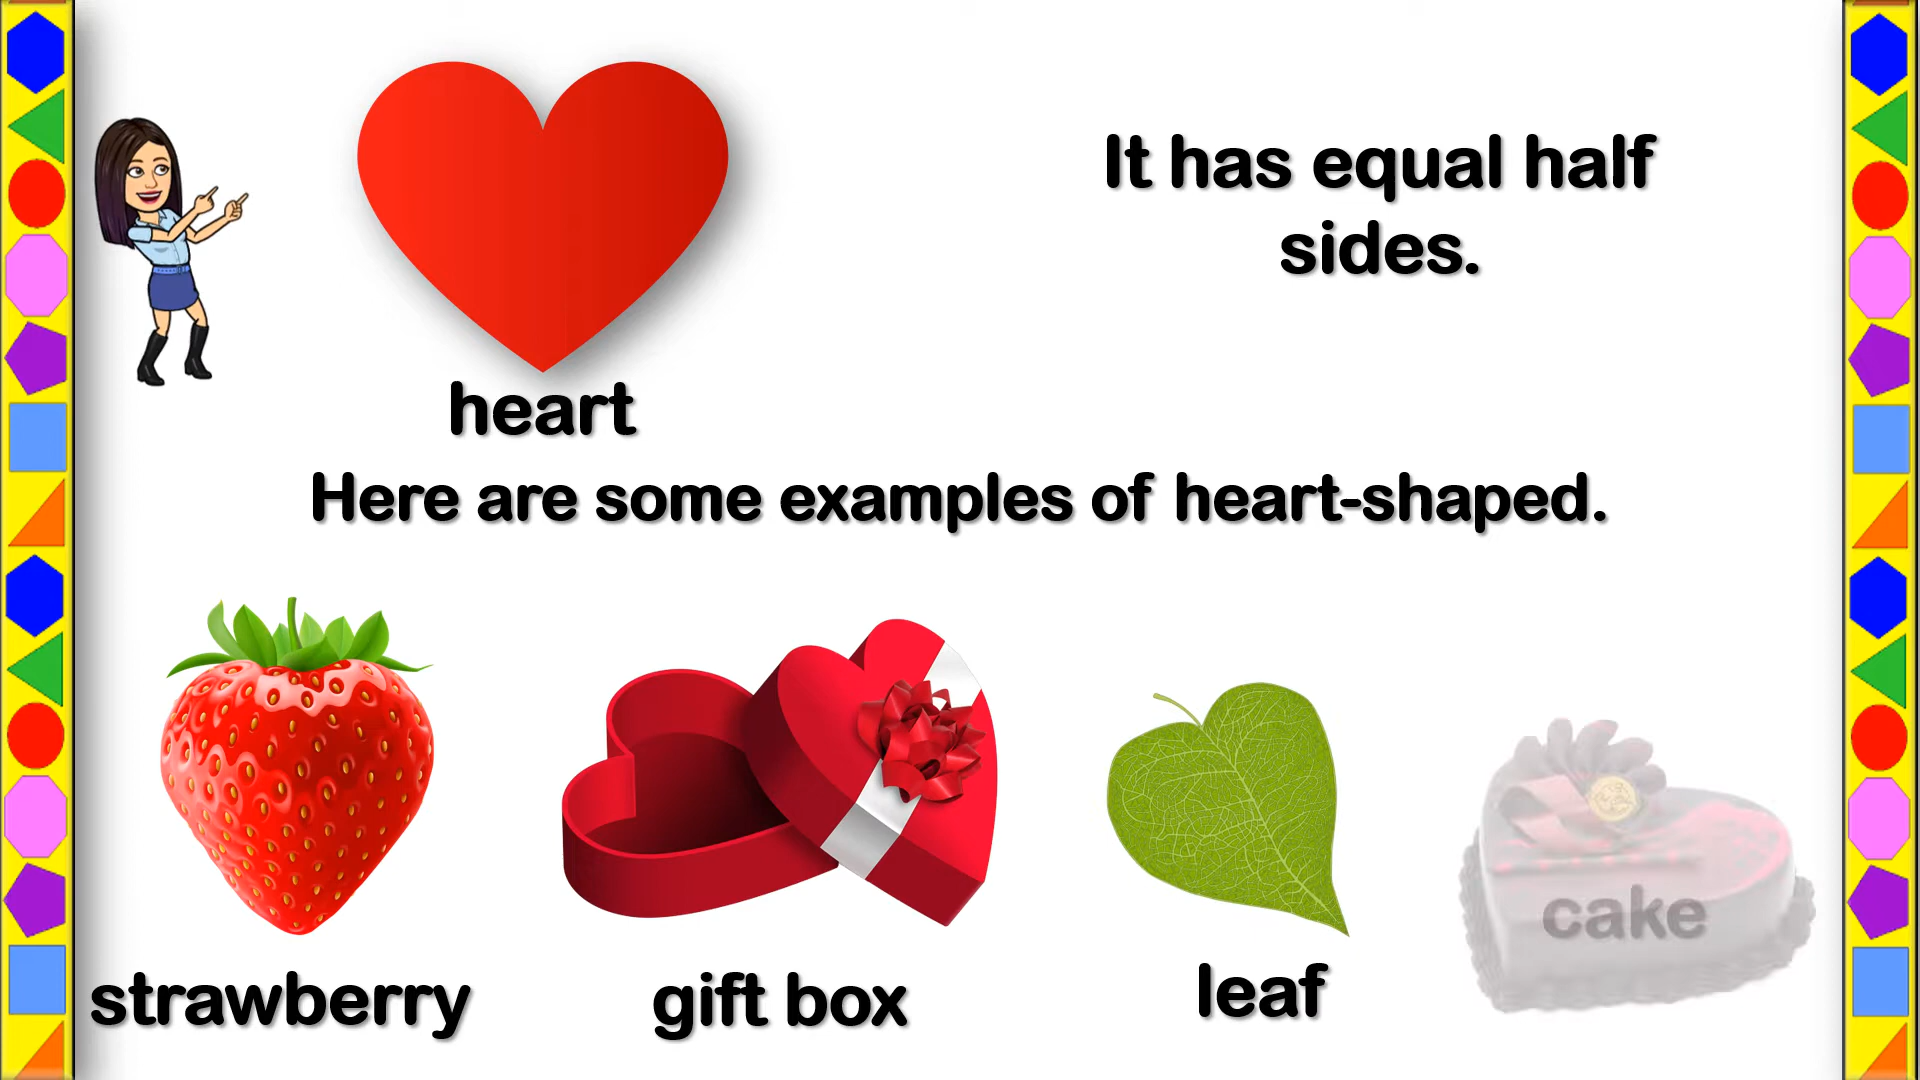 It has equal half
sides.
heart
Here are some examples of heart-shaped.
strawberry
gift box
leaf
cake